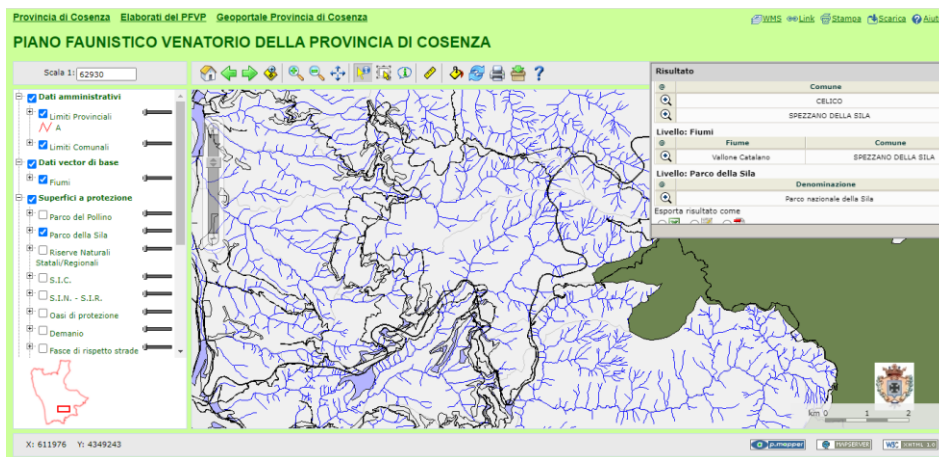 Provincia di Cosenza Elaborati del PFVP Geoportale Provincia di Cosenza
WMS Link Stampa Scarica Aiut
PIANO FAUNISTICO VENATORIO DELLA PROVINCIA DI COSENZA
Scala 1: 62930
Dati amministrativi
Limiti Provinciali
A
Limiti Comunali
Dati vector di base
Fiumi
Superfici a protezione
Parco del Pollino
Parco della Sila
Riserve Naturali
Statali/Regionali
S.I.C.
S.I.N. - S.I.R.
Oasi di protezione
Demanio
Fasce di rispetto strade
Risultato
@ Comune
CELICO
SPEZZANO DELLA SILA
Livello: Fiumi
@ Fiume Comune
Vallone Catalano SPEZZANO DELLA SILA
Livello: Parco della Sila
@ Denominazione
Parco nazionale della Sila
Esporta risultato come
km 0 1 2
X: 611976 Y: 4349243
p.mapper MAPSERVER W3C XHTML 1.0